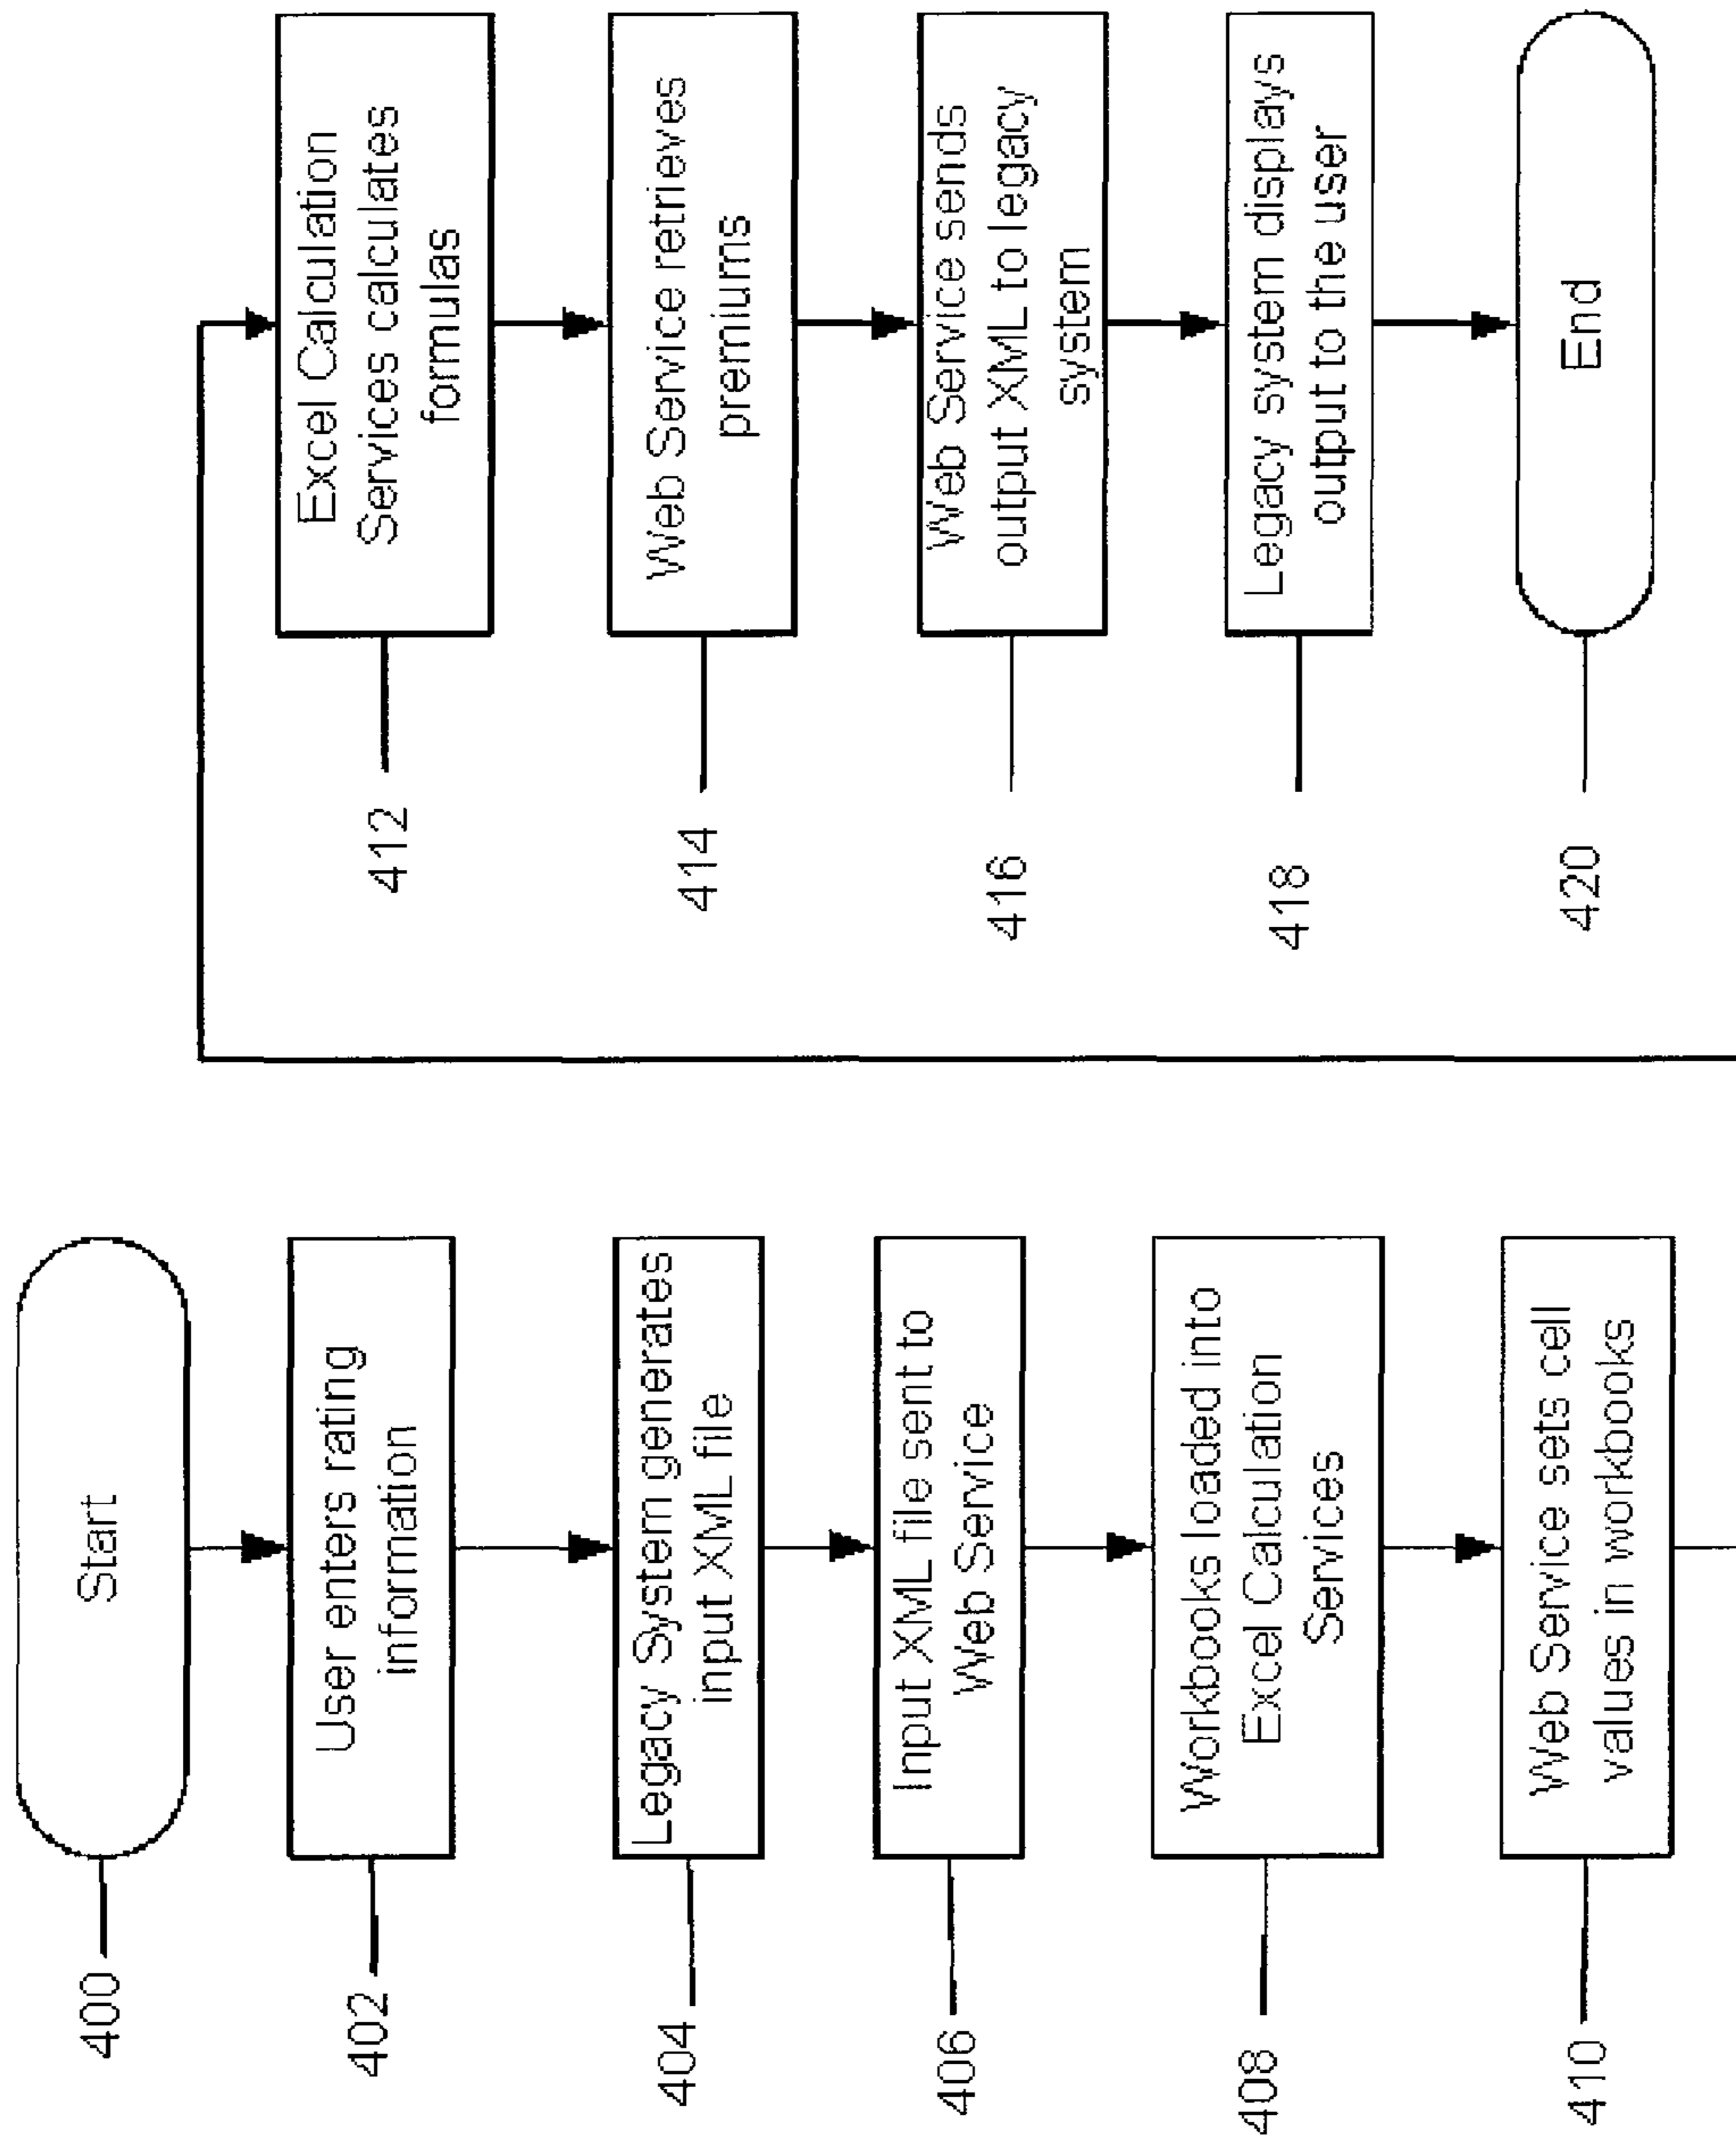 400
Start
402
User enters rating
information
404
Legacy System generates
input XML file
406
Input XML file sent to
Web Service
408
Workbooks loaded into
Excel Calculation
Services
410
Web Service sets cell
values in workbooks
412
Excel Calculation
Services calculates
formulas
414
Web Service retrieves
premiums
416
Web Service sends
output XML to legacy
system
418
Legacy system displays
output to the user
420
End